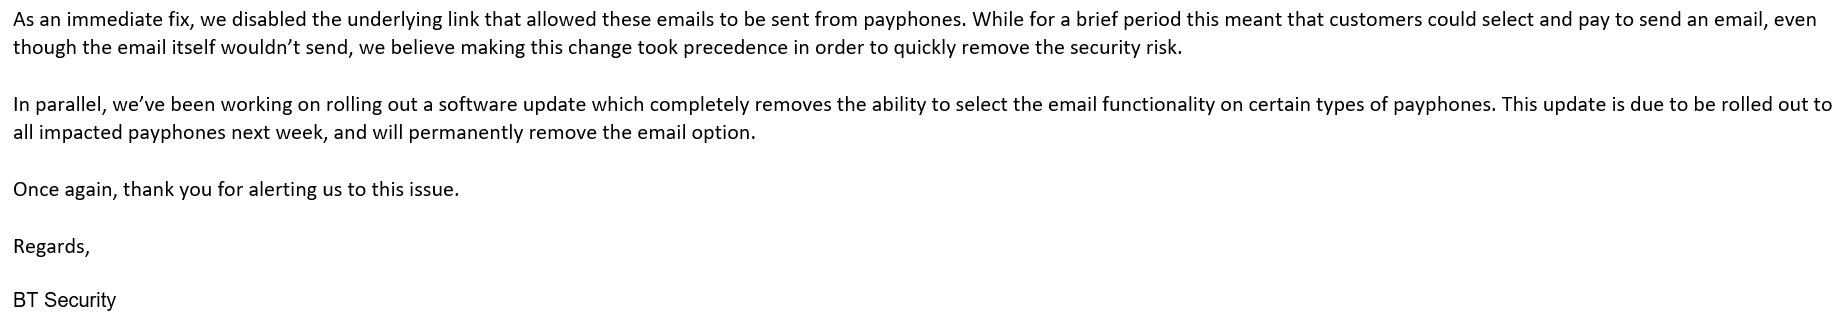 As an immediate fix, we disabled the underlying link that allowed these emails to be sent from payphones. While for a brief period this meant that customers could select and pay to send an email, even
though the email itself wouldn’t send, we believe making this change took precedence in order to quickly remove the security risk.
In parallel, we’ve been working on rolling out a software update which completely removes the ability to select the email functionality on certain types of payphones. This update is due to be rolled out to
all impacted payphones next week, and will permanently remove the email option.
Once again, thank you for alerting us to this issue.
Regards,
BT Security